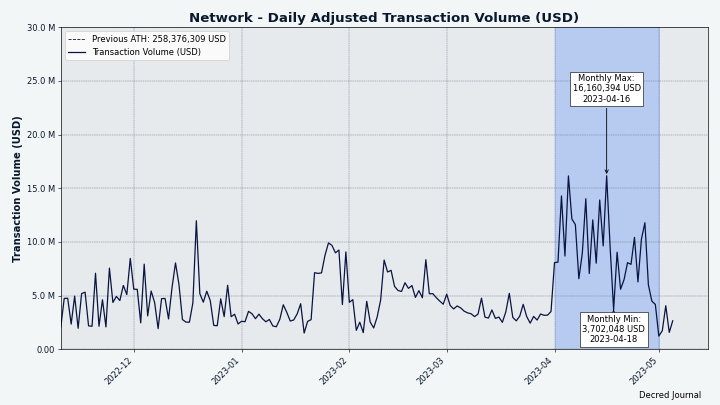 Network - Daily Adjusted Transaction Volume (USD)
Previous ATH: 258,376,309 USD
Transaction Volume (USD)
30.0 M
25.0 M
20.0 M
15.0 M
10.0 M
5.0 M
0.00
Transaction Volume (USD)
Monthly Max:
16,160,394 USD
2023-04-16
Monthly Min:
3,702,048 USD
2023-04-18
2022-12
2023-01
2023-02
2023-03
2023-04
2023-05
Decred Journal